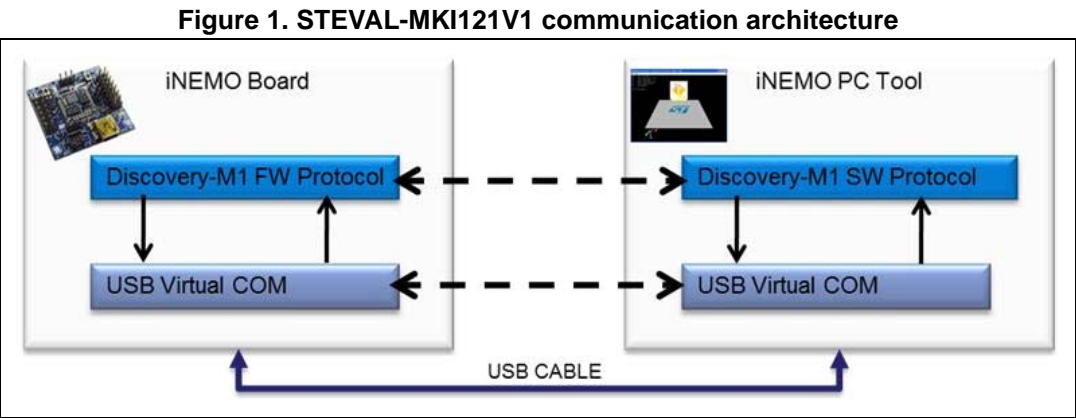 Figure 1. STEVAL-MKI121V1 communication architecture
iNEMO Board
iNEMO PC Tool
Discovery-M1 FW Protocol
Discovery-M1 SW Protocol
USB Virtual COM
USB Virtual COM
USB CABLE